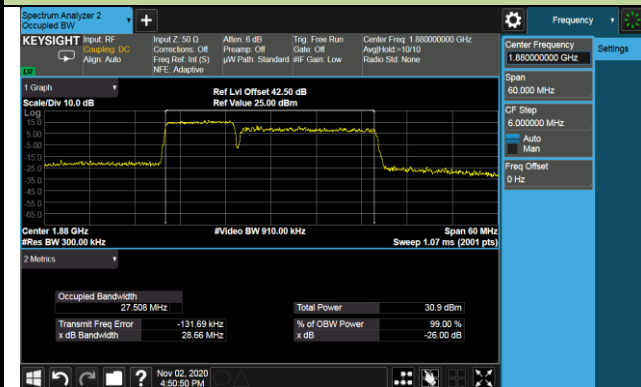 Spectrum Analyzer 2
Occupied BW
+
Frequency
KEYSIGHT
Input: RF
Coupling: DC
Align: Auto
LV
Input Z: 50 Ω
Corrections: Off
Freq Ref: Int (S)
NFE: Adaptive
Atten: 6 dB
Preamp: Off
µW Path: Standard
Trig: Free Run
Gate: Off
#IF Gain: Low
Center Freq: 1.880000000 GHz
Avg|Hold:>10/10
Radio Std: None
Center Frequency
1.880000000 GHz
Settings
Span
60.000 MHz
CF Step
6.000000 MHz
Auto
Man
Freq Offset
0 Hz
1 Graph
Scale/Div 10.0 dB
Ref Lvl Offset 42.50 dB
Ref Value 25.00 dBm
Log
15.0
5.00
-5.00
-15.0
-25.0
-35.0
-45.0
-55.0
-65.0
Center 1.88 GHz
#Res BW 300.00 kHz
#Video BW 910.00 kHz
Span 60 MHz
Sweep 1.07 ms (2001 pts)
2 Metrics
Occupied Bandwidth
27.508 MHz
Total Power
30.9 dBm
Transmit Freq Error
-131.69 kHz
% of OBW Power
99.00 %
x dB Bandwidth
28.66 MHz
x dB
-26.00 dB
?
Nov 02, 2020
4:50:50 PM